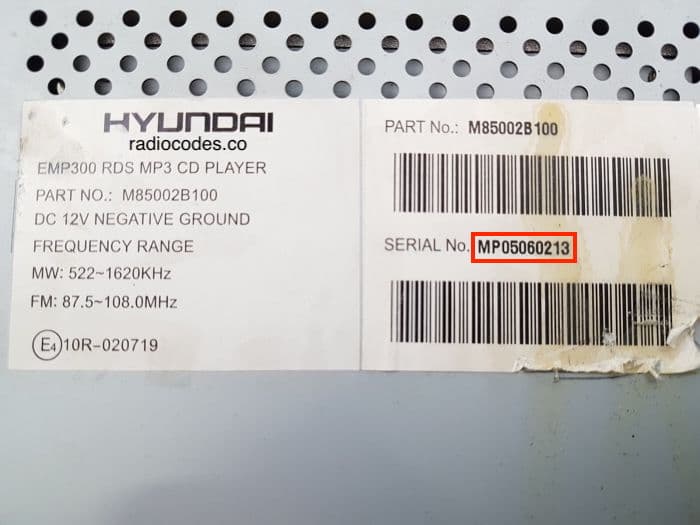 HYUNDAI
radiocodes.co
EMP300 RDS MP3 CD PLAYER
PART NO.: M85002B100
DC 12V NEGATIVE GROUND
FREQUENCY RANGE
MW: 522~1620KHz
FM: 87.5~108.0MHz
E4 10R-020719
PART No.: M85002B100
SERIAL No. MP05060213